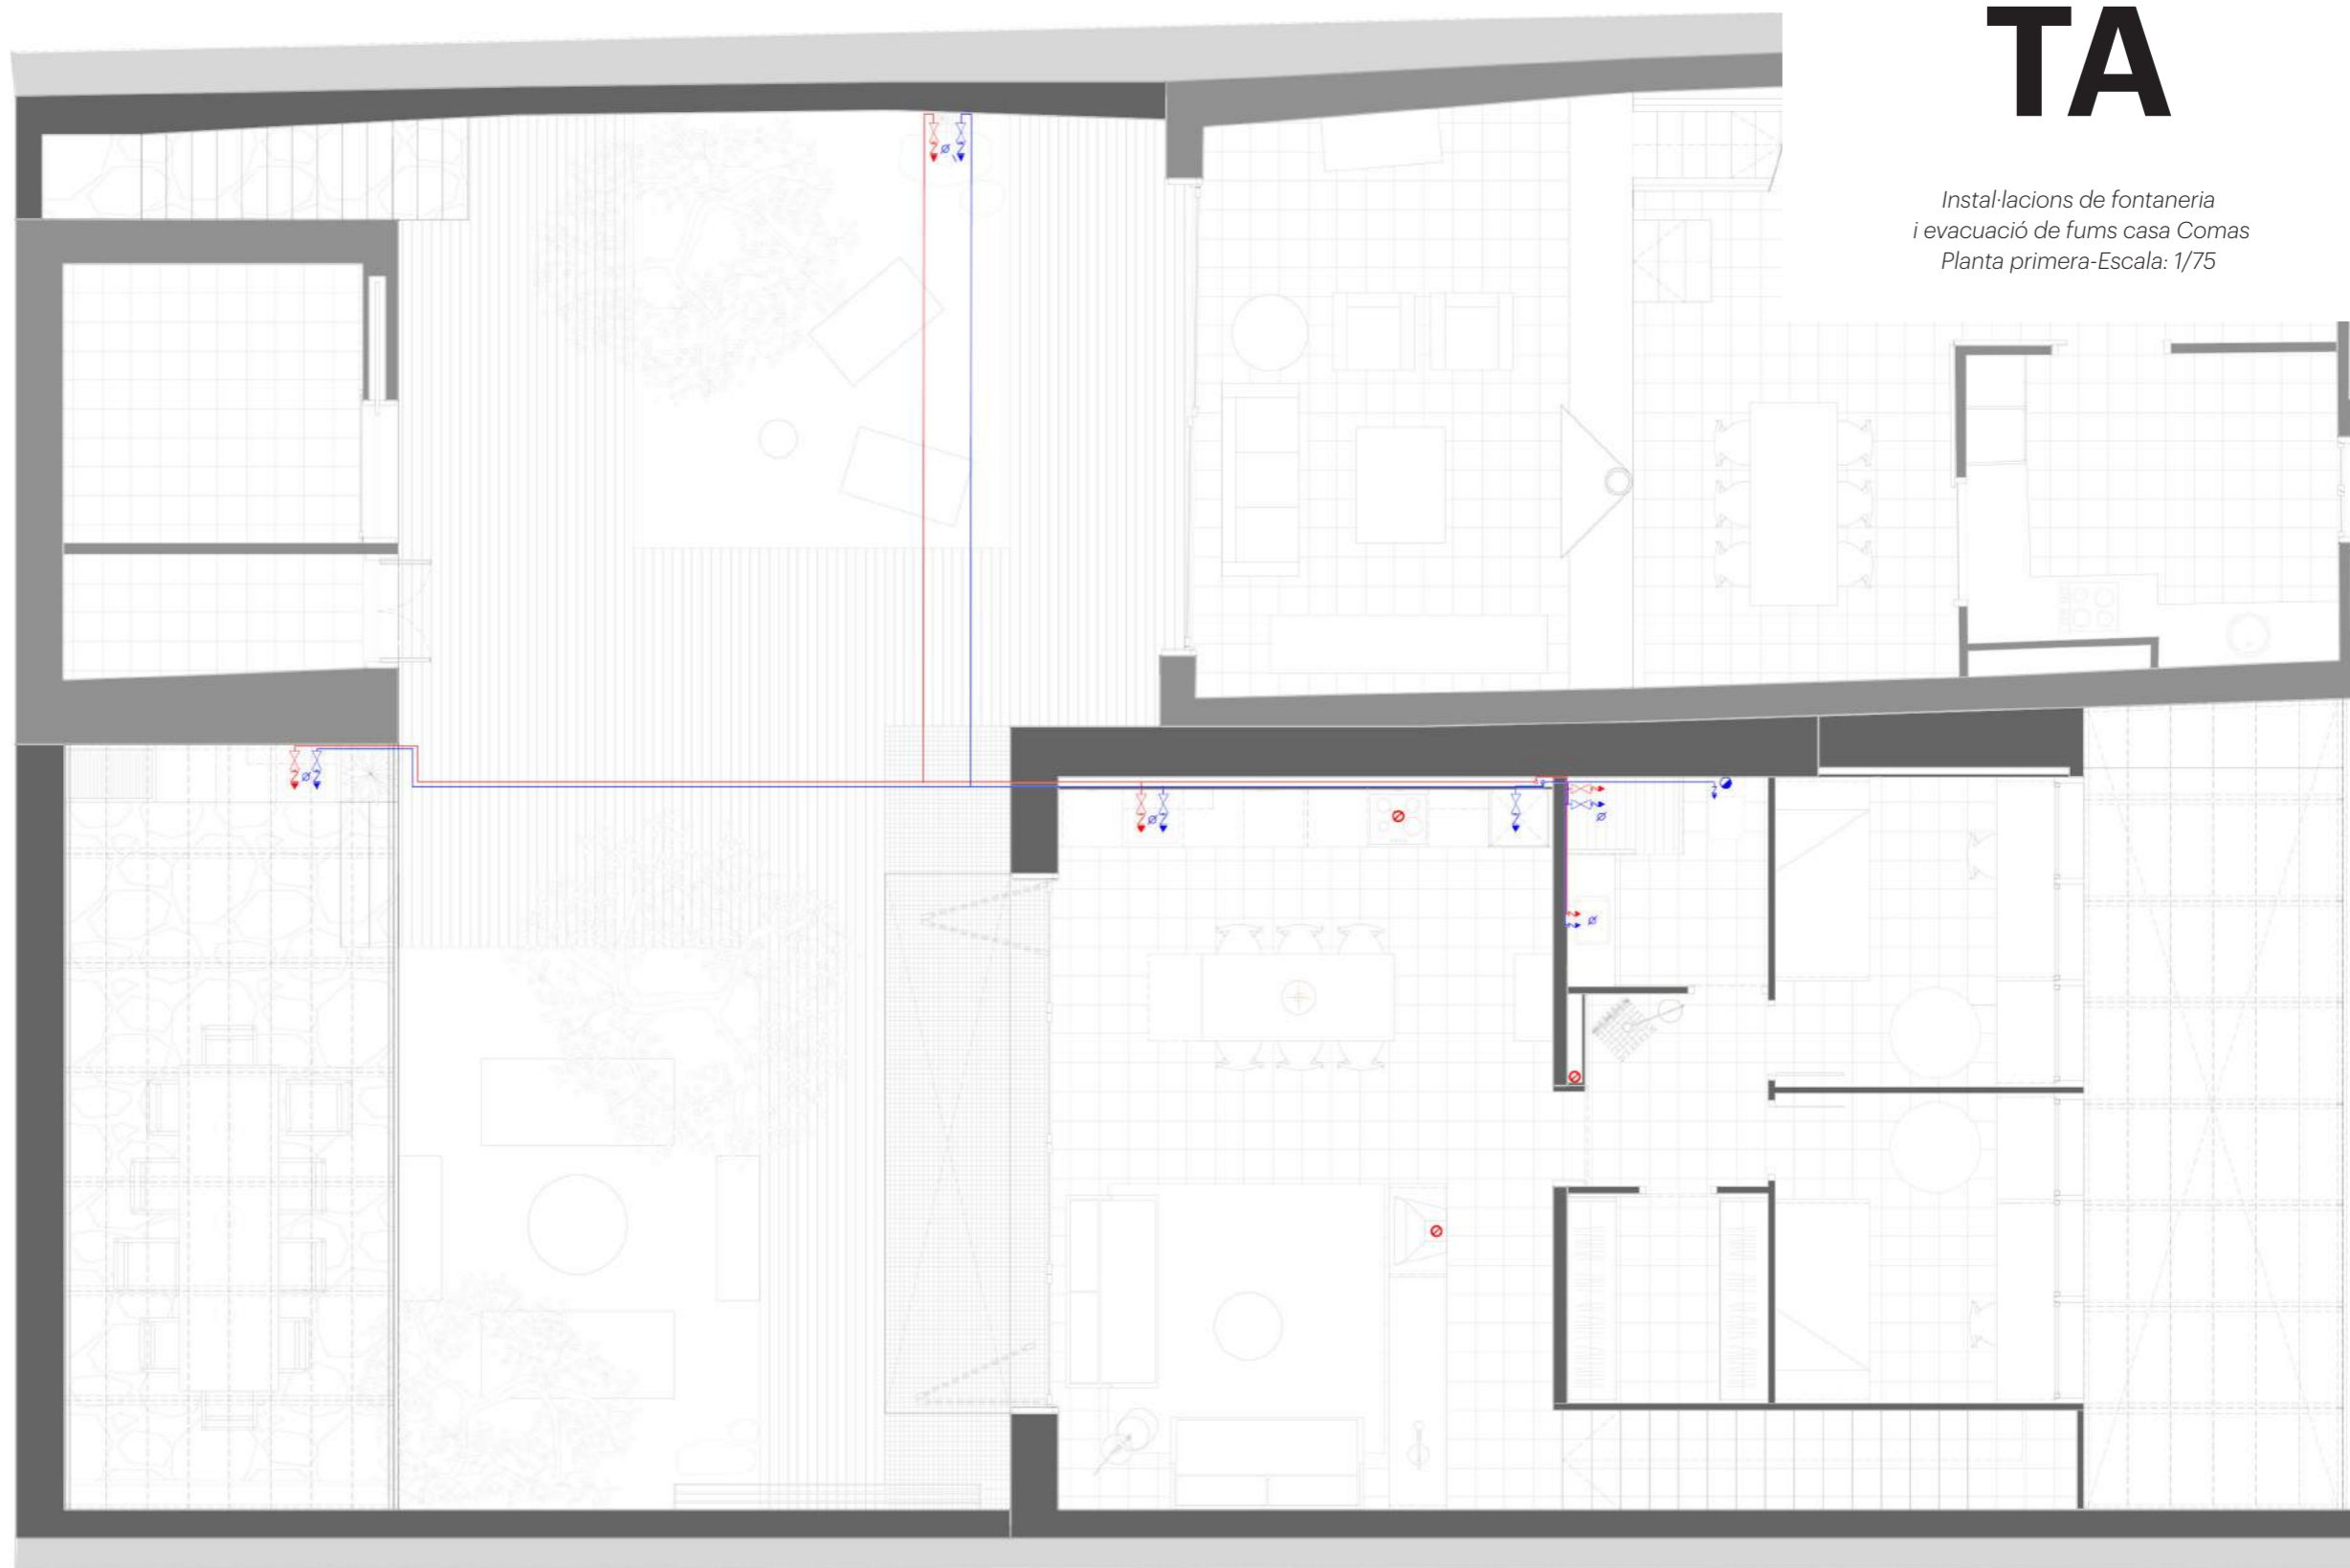 TA
Instal·lacions de fontaneria
i evacuació de fums casa Comas
Planta primera-Escala: 1/75